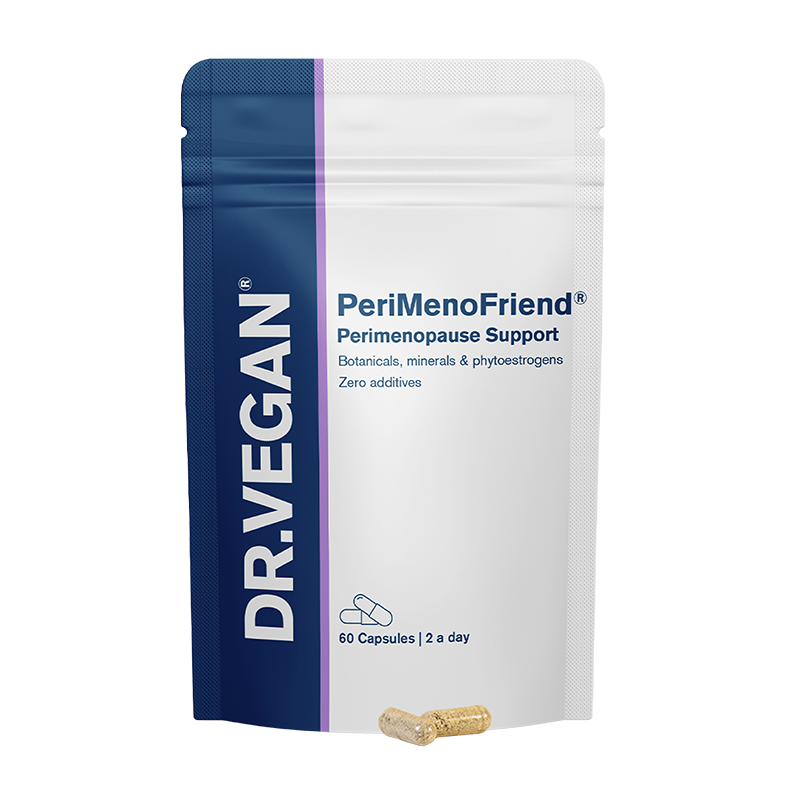 DR.VEGAN®
PeriMenoFriend®
Perimenopause Support
Botanicals, minerals & phytoestrogens
Zero additives
60 Capsules | 2 a day